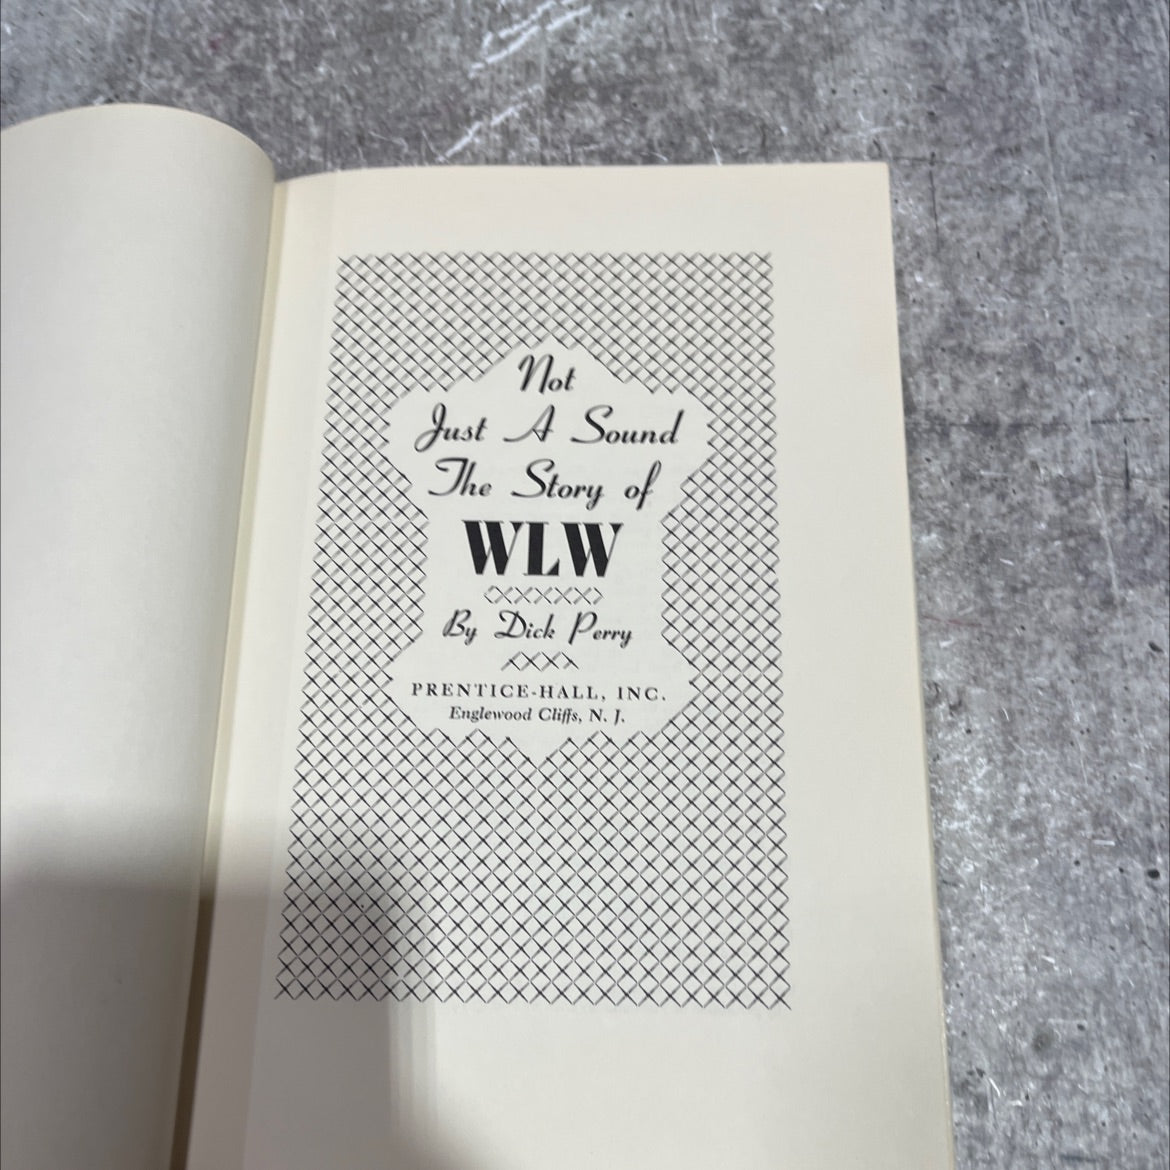 Not
Just A Sound
The Story of
WLW
By Dick Perry
PRENTICE-HALL, INC.
Englewood Cliffs, N. J.